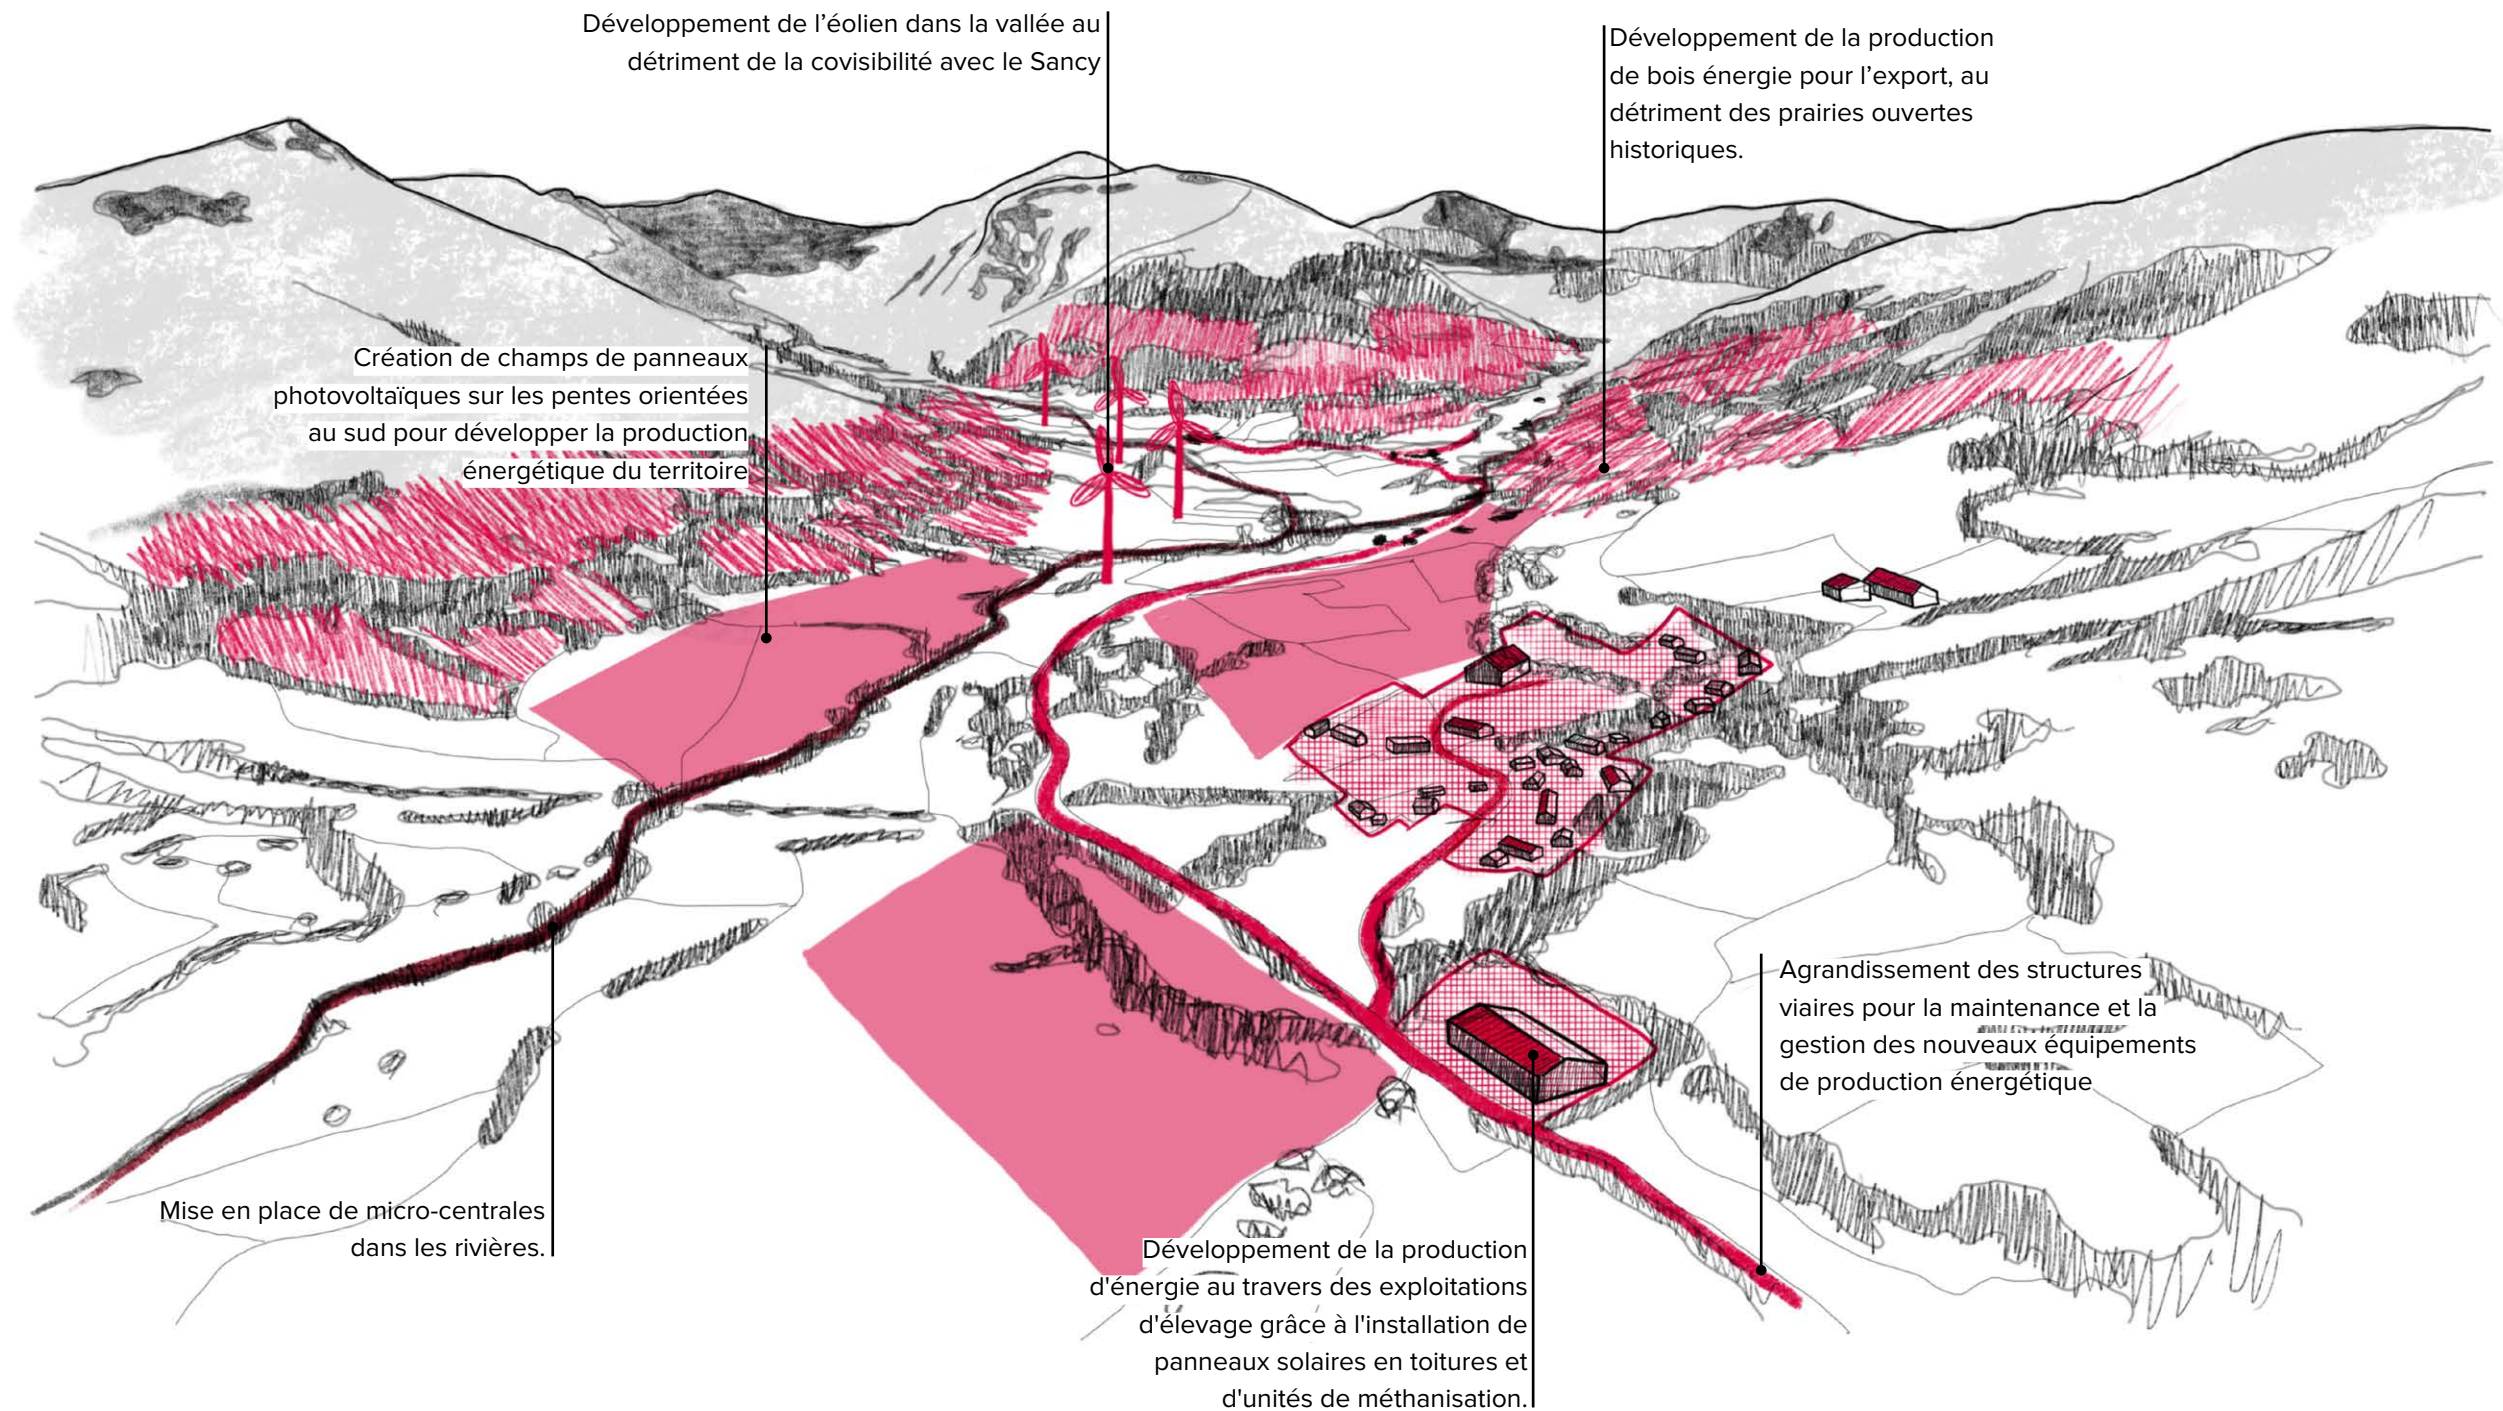 Développement de l’éolien dans la vallée au
détriment de la covisibilité avec le Sancy
Développement de la production
de bois énergie pour l’export, au
détriment des prairies ouvertes
historiques.
Création de champs de panneaux
photovoltaïques sur les pentes orientées
au sud pour développer la production
énergétique du territoire
Agrandissement des structures
viaires pour la maintenance et la
gestion des nouveaux équipements
de production énergétique
Mise en place de micro-centrales
dans les rivières.
Développement de la production
d'énergie au travers des exploitations
d'élevage grâce à l'installation de
panneaux solaires en toitures et
d'unités de méthanisation.